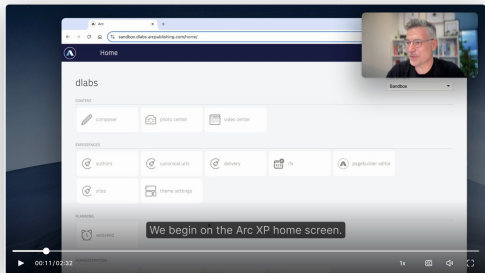 Arc
sandbox.dlabs.arcpublishing.com/home/
Home
dlabs
Sandbox
CONTENT
composer
photo center
video center
EXPERIENCES
authors
canonical urls
delivery
ifx
pagebuilder editor
sites
theme settings
PLANNING
websked
We begin on the Arc XP home screen.
00:11/02:32
1x